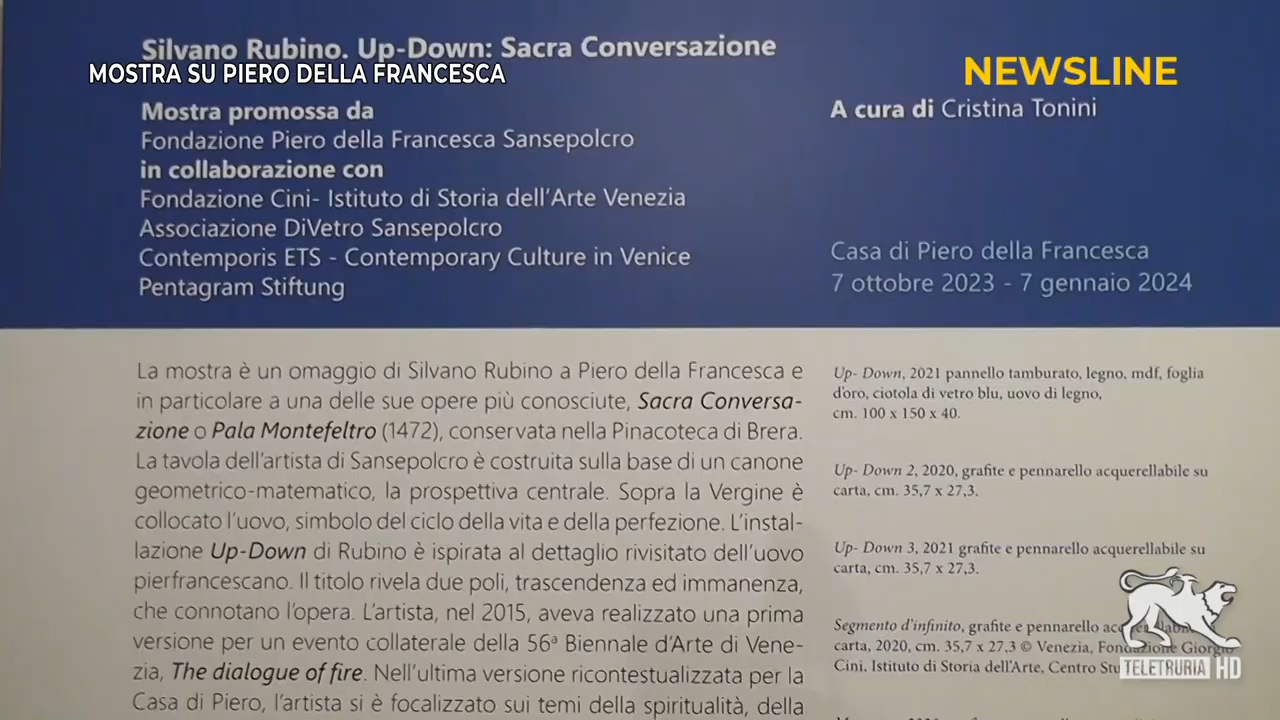 Silvano Rubino. Up-Down: Sacra Conversazione
MOSTRA SU PIERO DELLA FRANCESCA
NEWSLINE
Mostra promossa da
Fondazione Piero della Francesca Sansepolcro
in collaborazione con
Fondazione Cini- Istituto di Storia dell'Arte Venezia
Associazione DiVetro Sansepolcro
Contemporis ETS - Contemporary Culture in Venice
Pentagram Stiftung
A cura di Cristina Tonini
Casa di Piero della Francesca
7 ottobre 2023 - 7 gennaio 2024
La mostra è un omaggio di Silvano Rubino a Piero della Francesca e
in particolare a una delle sue opere più conosciute, Sacra Conversa-
zione o Pala Montefeltro (1472), conservata nella Pinacoteca di Brera.
La tavola dell'artista di Sansepolcro è costruita sulla base di un canone
geometrico-matematico, la prospettiva centrale. Sopra la Vergine è
collocato l'uovo, simbolo del ciclo della vita e della perfezione. L'instal-
lazione Up-Down di Rubino è ispirata al dettaglio rivisitato dell'uovo
pierfrancescano. Il titolo rivela due poli, trascendenza ed immanenza,
che connotano l'opera. L'artista, nel 2015, aveva realizzato una prima
versione per un evento collaterale della 56ª Biennale d'Arte di Vene-
zia, The dialogue of fire. Nell'ultima versione ricontestualizzata per la
Casa di Piero, l'artista si è focalizzato sui temi della spiritualità, della
Up- Down, 2021 pannello tamburato, legno, mdf, foglia
d'oro, ciotola di vetro blu, uovo di legno,
cm. 100 x 150 x 40.
Up- Down 2, 2020, grafite e pennarello acquerellabile su
carta, cm. 35,7 x 27,3.
Up- Down 3, 2021 grafite e pennarello acquerellabile su
carta, cm. 35,7 x 27,3.
Segmento d'infinito, grafite e pennarello
carta, 2020, cm. 35,7 x 27,3 © Venezia, Fondazione Giorgio
Cini. Istituto di Storia dell'Arte, Centro
TELETRURIA HD